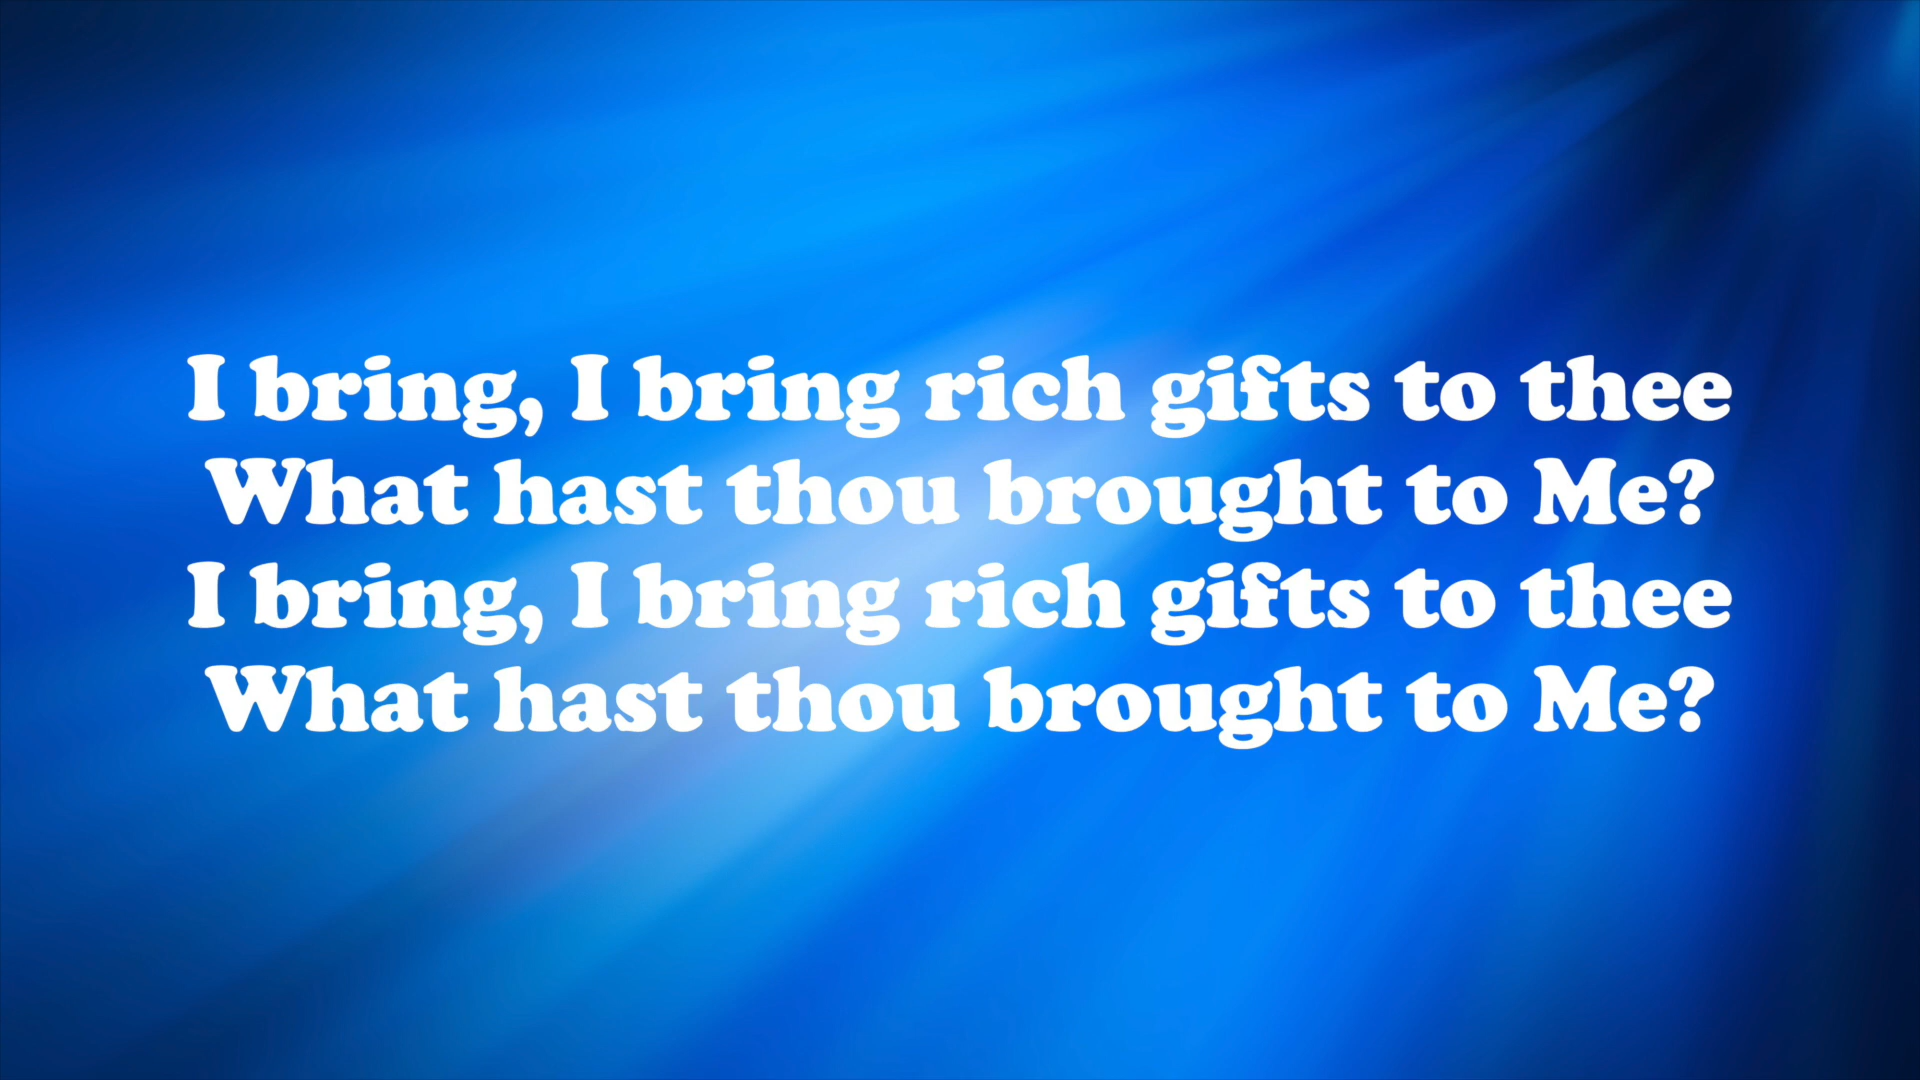 I bring, I bring rich gifts to thee
What hast thou brought to Me?
I bring, I bring rich gifts to thee
What hast thou brought to Me?